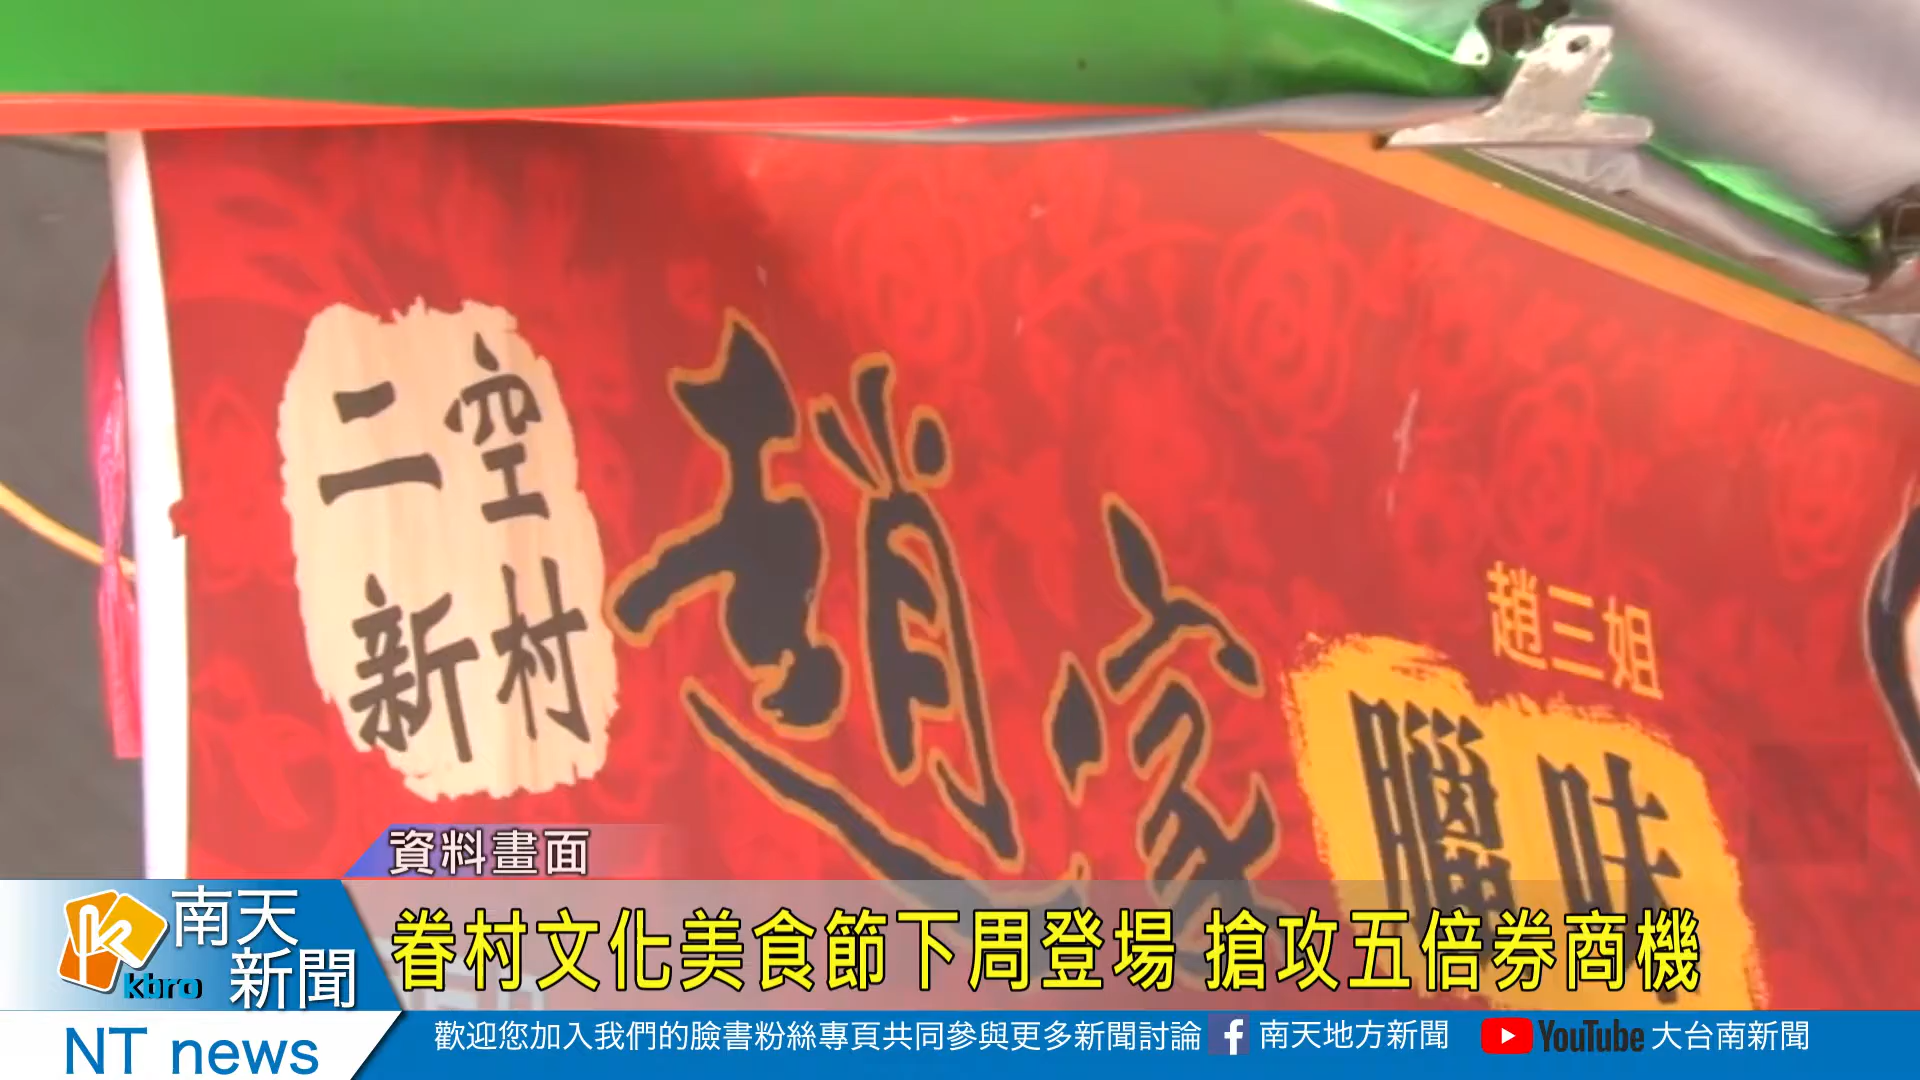 二空
新村
趙家
趙三姐
臘味
資料畫面
南天
新聞
kbro
眷村文化美食節下周登場 搶攻五倍券商機
NT news
歡迎您加入我們的臉書粉絲專頁共同參與更多新聞討論 南天地方新聞 YouTube 大台南新聞